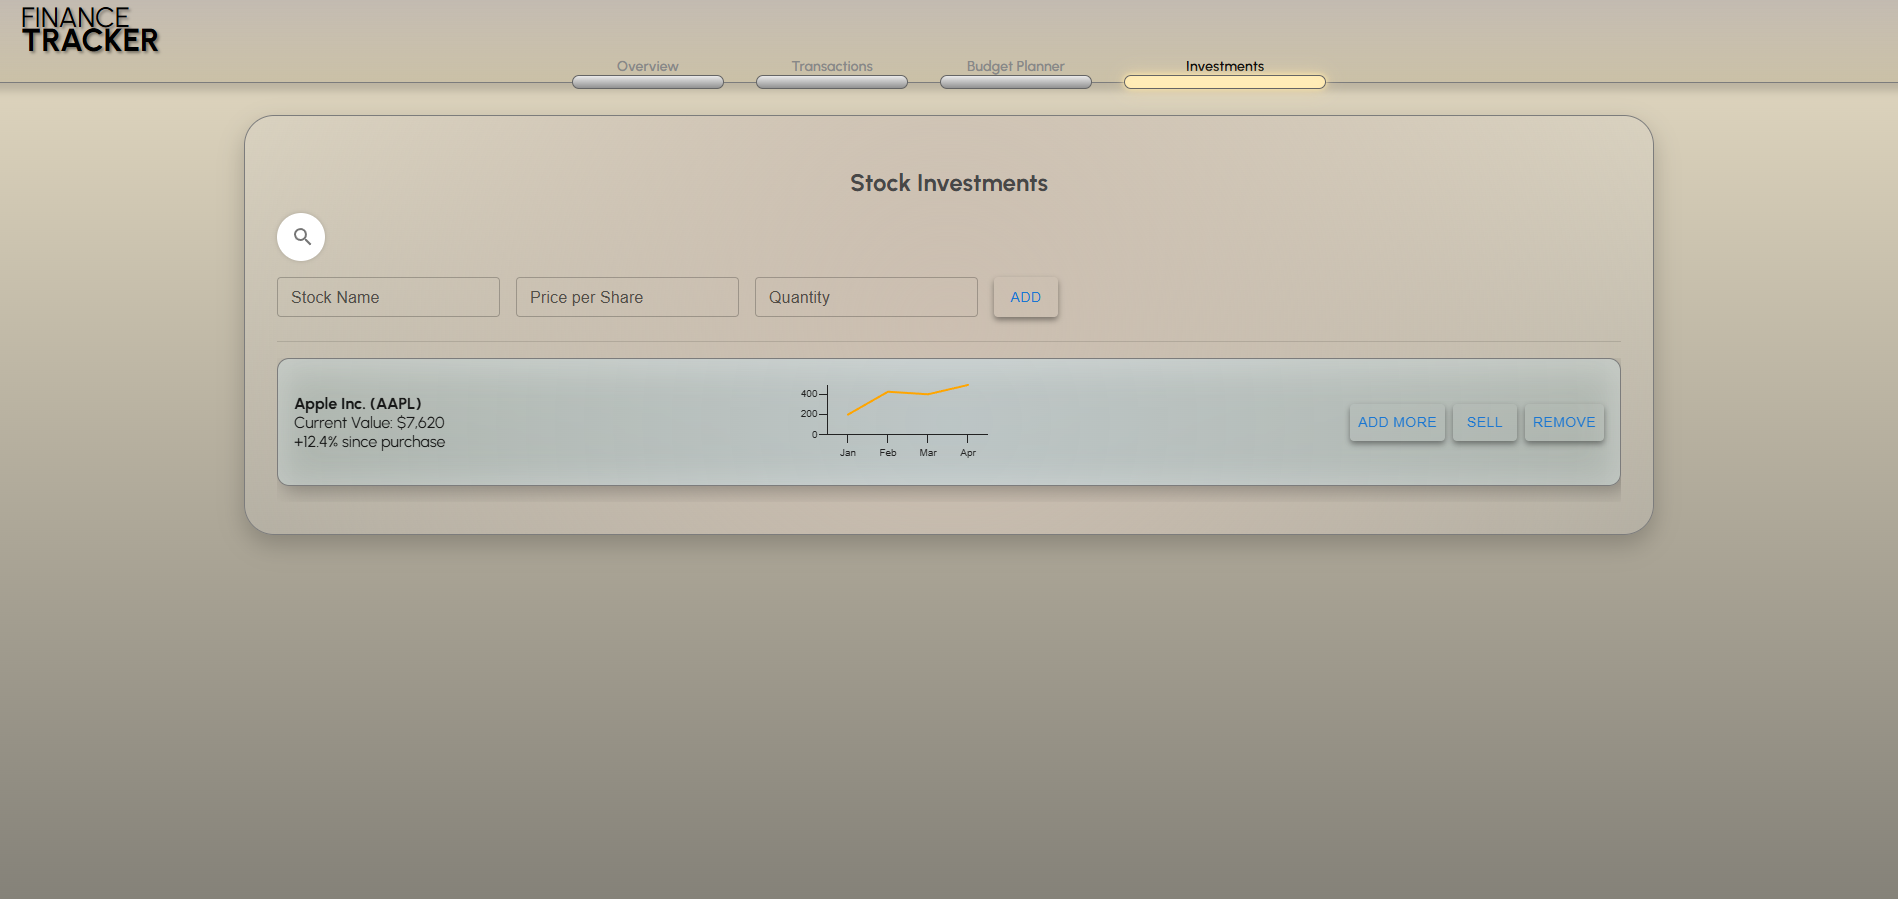 FINANCE
TRACKER
Overview
Transactions
Budget Planner
Investments
Stock Investments
Stock Name
Price per Share
Quantity
ADD
Apple Inc. (AAPL)
Current Value: $7,620
+12.4% since purchase
400
200
0
Jan
Feb
Mar
Apr
ADD MORE
SELL
REMOVE